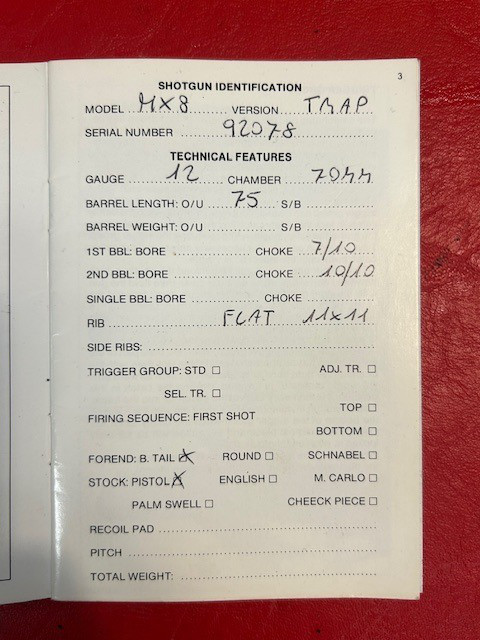 3
SHOTGUN IDENTIFICATION
MODEL MX8 VERSION TRAP
SERIAL NUMBER 92078
TECHNICAL FEATURES
GAUGE 12 CHAMBER 70MM
BARREL LENGTH: O/U 75 S/B
BARREL WEIGHT: O/U S/B
1ST BBL: BORE CHOKE 7/10
2ND BBL: BORE CHOKE 10/10
SINGLE BBL: BORE CHOKE
RIB FLAT 11x11
SIDE RIBS:
TRIGGER GROUP: STD ☐ ADJ. TR. ☐
SEL. TR. ☐
FIRING SEQUENCE: FIRST SHOT TOP ☐
BOTTOM ☐
FOREND: B. TAIL ☒ ROUND ☐ SCHNABEL ☐
STOCK: PISTOL ☒ ENGLISH ☐ M. CARLO ☐
PALM SWELL ☐ CHEECK PIECE ☐
RECOIL PAD
PITCH
TOTAL WEIGHT: